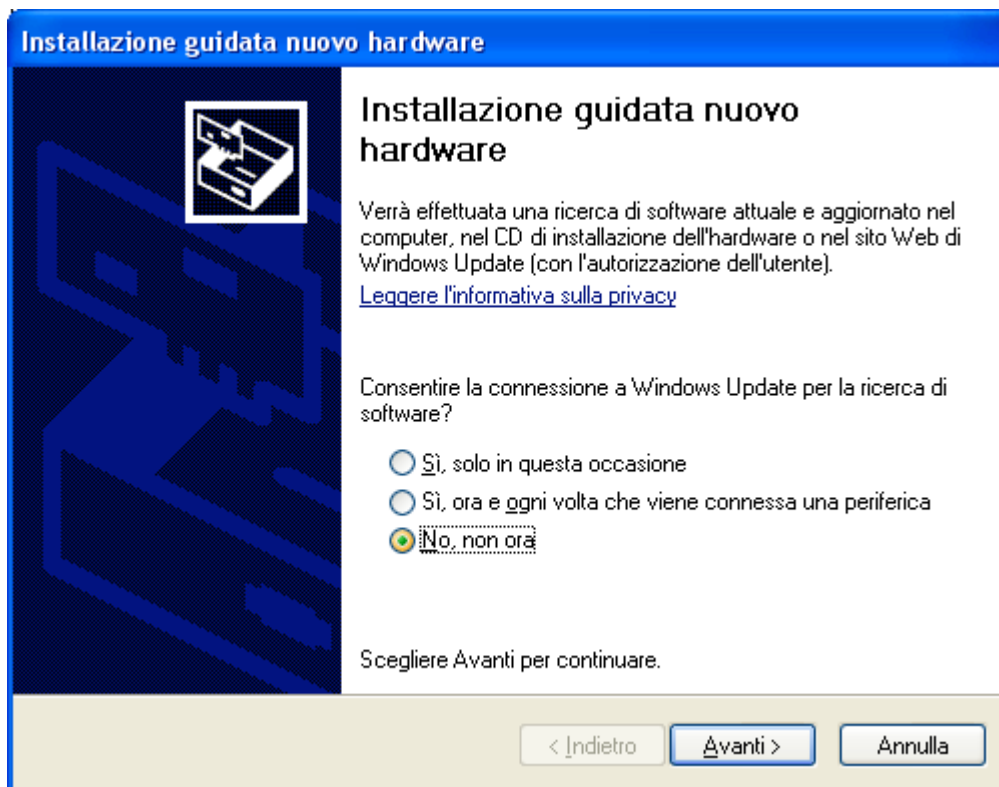 Installazione guidata nuovo hardware
Installazione guidata nuovo
hardware
Verrà effettuata una ricerca di software attuale e aggiornato nel
computer, nel CD di installazione dell'hardware o nel sito Web di
Windows Update (con l'autorizzazione dell'utente).
Leggere l'informativa sulla privacy
Consentire la connessione a Windows Update per la ricerca di
software?
Sì, solo in questa occasione
Sì, ora e ogni volta che viene connessa una periferica
No, non ora
Scegliere Avanti per continuare.
< Indietro Avanti > Annulla